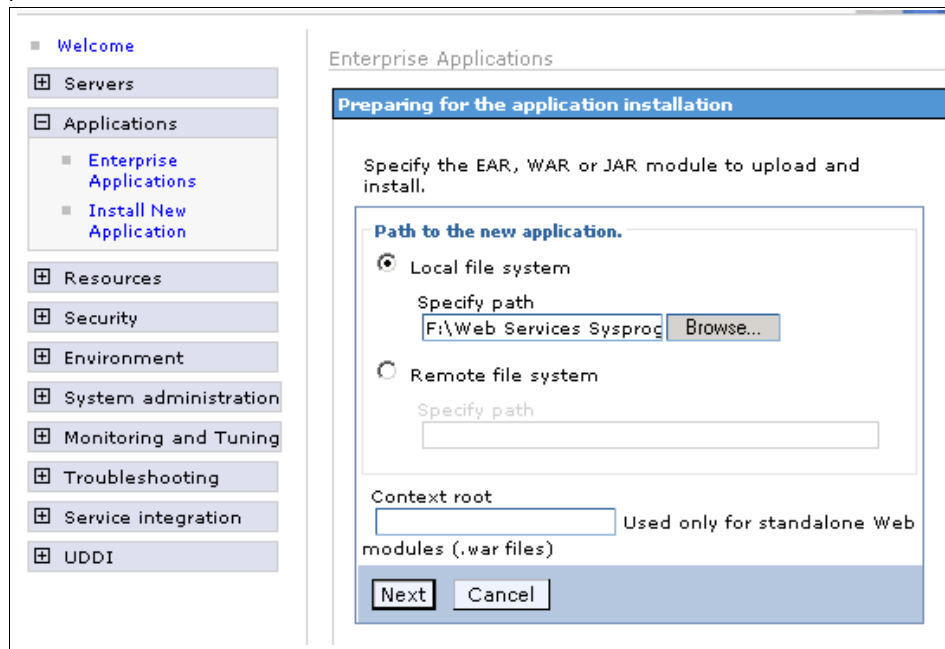 Welcome
Servers
Applications
Enterprise
Applications
Install New
Application
Resources
Security
Environment
System administration
Monitoring and Tuning
Troubleshooting
Service integration
UDDI
Enterprise Applications
Preparing for the application installation
Specify the EAR, WAR or JAR module to upload and
install.
Path to the new application.
Local file system
Specify path
F:\Web Services Sysprog Browse...
Remote file system
Specify path
Context root
Used only for standalone Web
modules (.war files)
Next Cancel